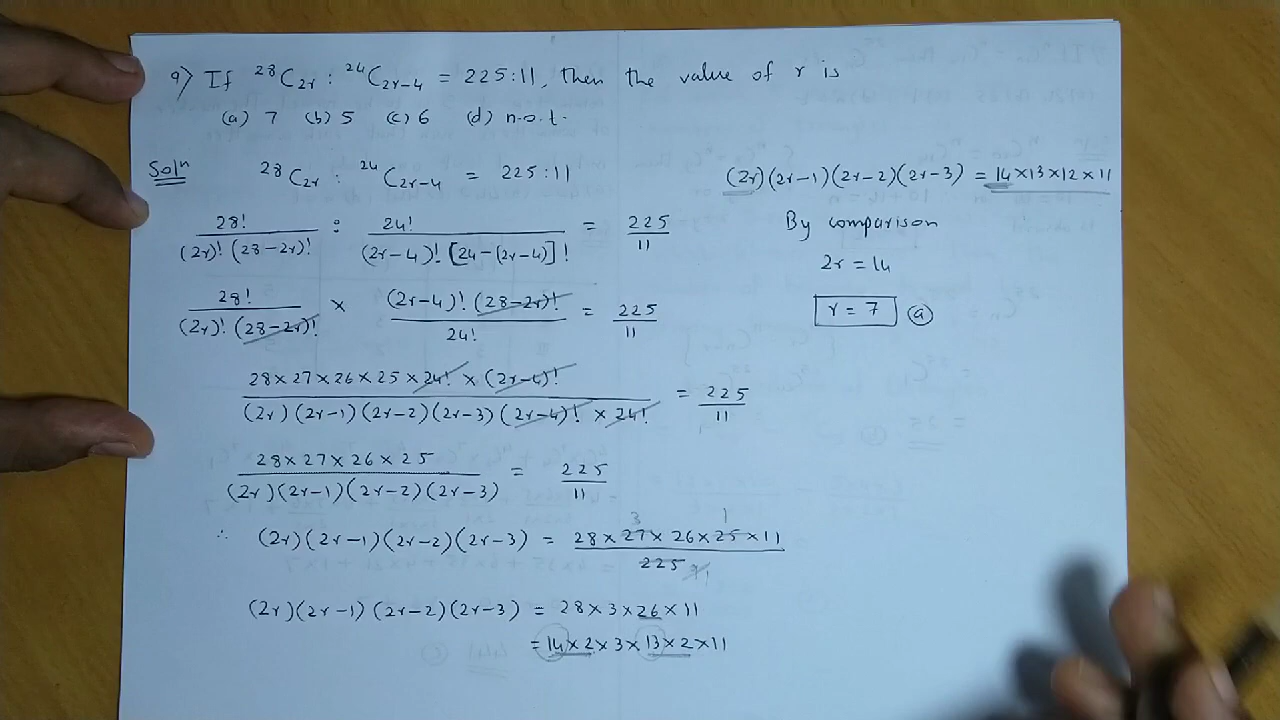 9) If ²⁸C₂ᵣ : ²⁴C₂ᵣ₋₄ = 225:11, then the value of r is
(a) 7 (b) 5 (c) 6 (d) n.o.t.
Solⁿ ²⁸C₂ᵣ : ²⁴C₂ᵣ₋₄ = 225:11
28! / (2r)! (28-2r)! : 24! / (2r-4)! [24-(2r-4)]! = 225 / 11
28! / (2r)! (28-2r)! × (2r-4)! (28-2r)! / 24! = 225 / 11
28×27×26×25×24! × (2r-4)! / (2r)(2r-1)(2r-2)(2r-3)(2r-4)! × 24! = 225 / 11
28×27×26×25 / (2r)(2r-1)(2r-2)(2r-3) = 225 / 11
3 1
∴ (2r)(2r-1)(2r-2)(2r-3) = 28×27×26×25×11 / 225
(2r)(2r-1)(2r-2)(2r-3) = 28×3×26×11
= 14×2×3×13×2×11
(2r)(2r-1)(2r-2)(2r-3) = 14×13×12×11
By comparison
2r = 14
r = 7 (a)